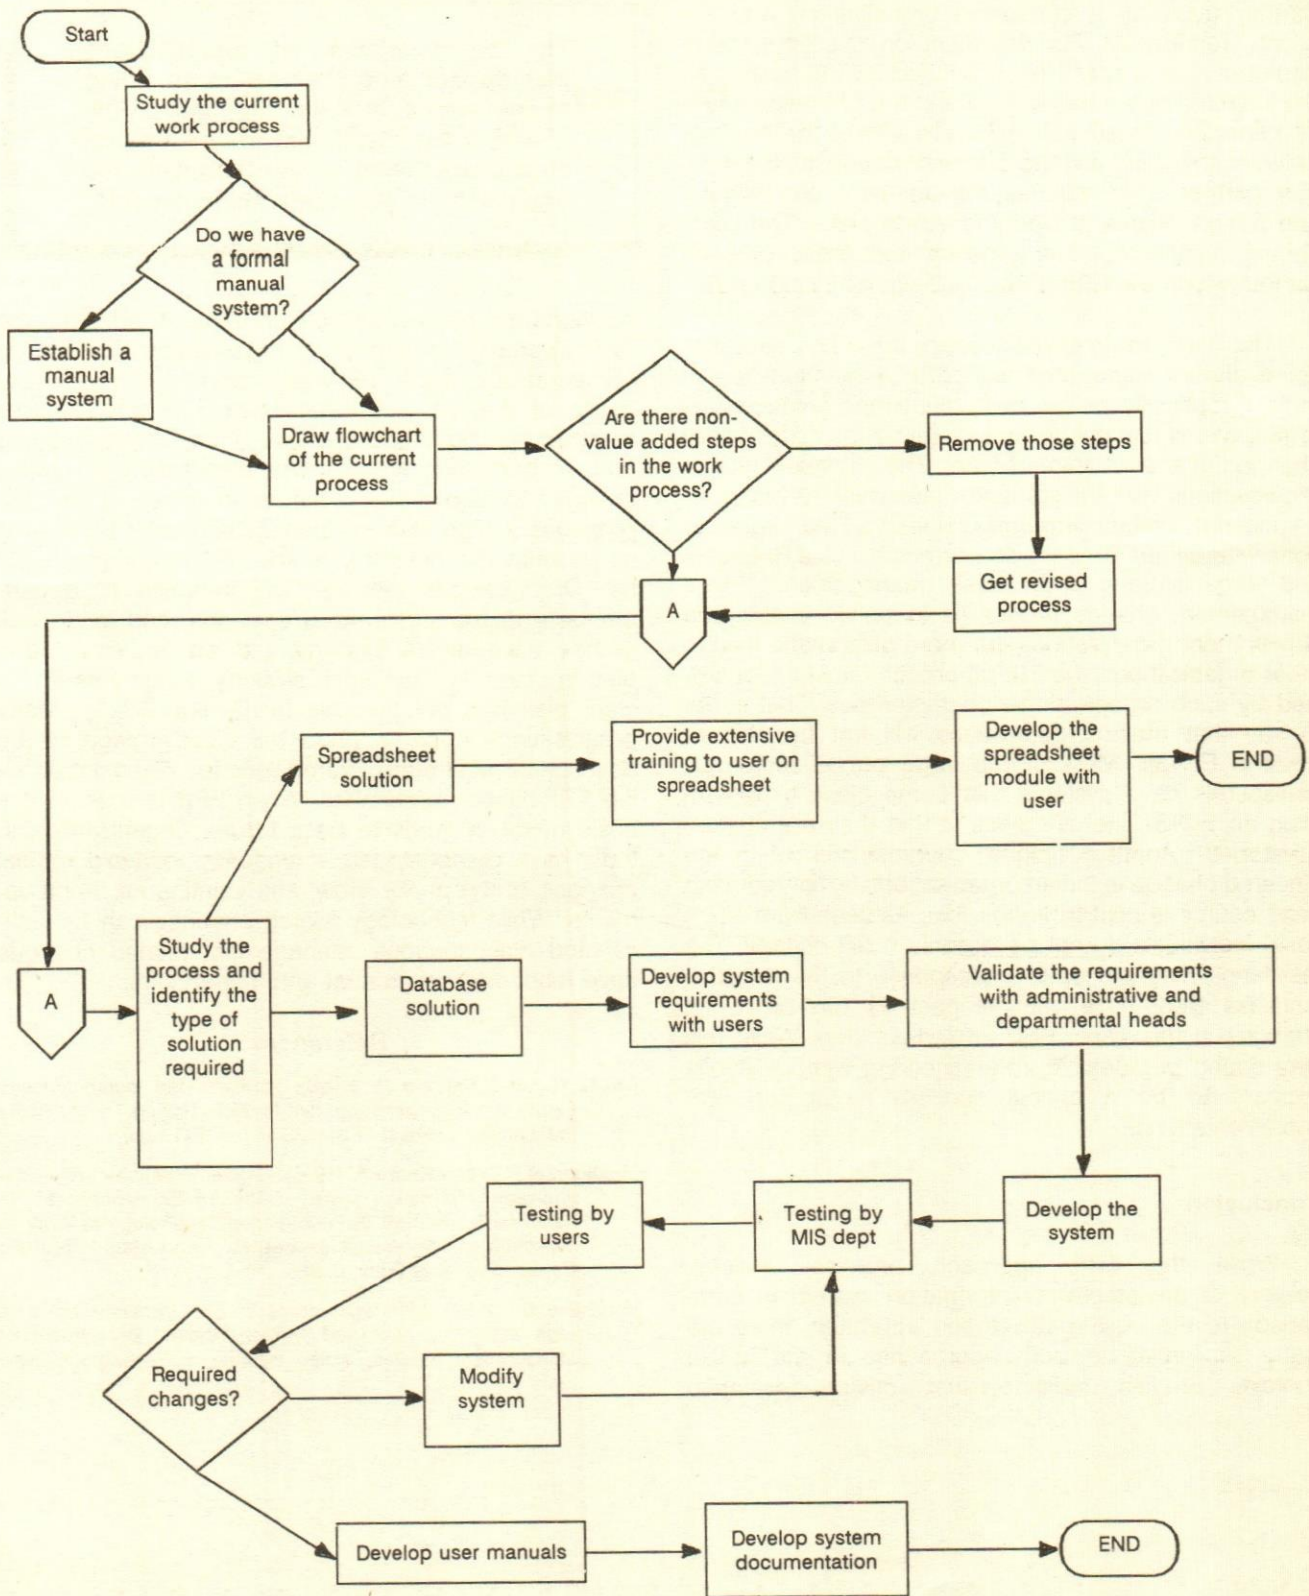 Start
Study the current
work process
Do we have
a formal
manual
system?
Establish a
manual
system
Draw flowchart
of the current
process
Are there non-
value added steps
in the work
process?
Remove those steps
Get revised
process
A
Spreadsheet
solution
Provide extensive
training to user on
spreadsheet
Develop the
spreadsheet
module with
user
END
A
Study the
process and
identify the
type of
solution
required
Database
solution
Develop system
requirements
with users
Validate the requirements
with administrative and
departmental heads
Develop the
system
Testing by
MIS dept
Testing by
users
Required
changes?
Modify
system
Develop user manuals
Develop system
documentation
END